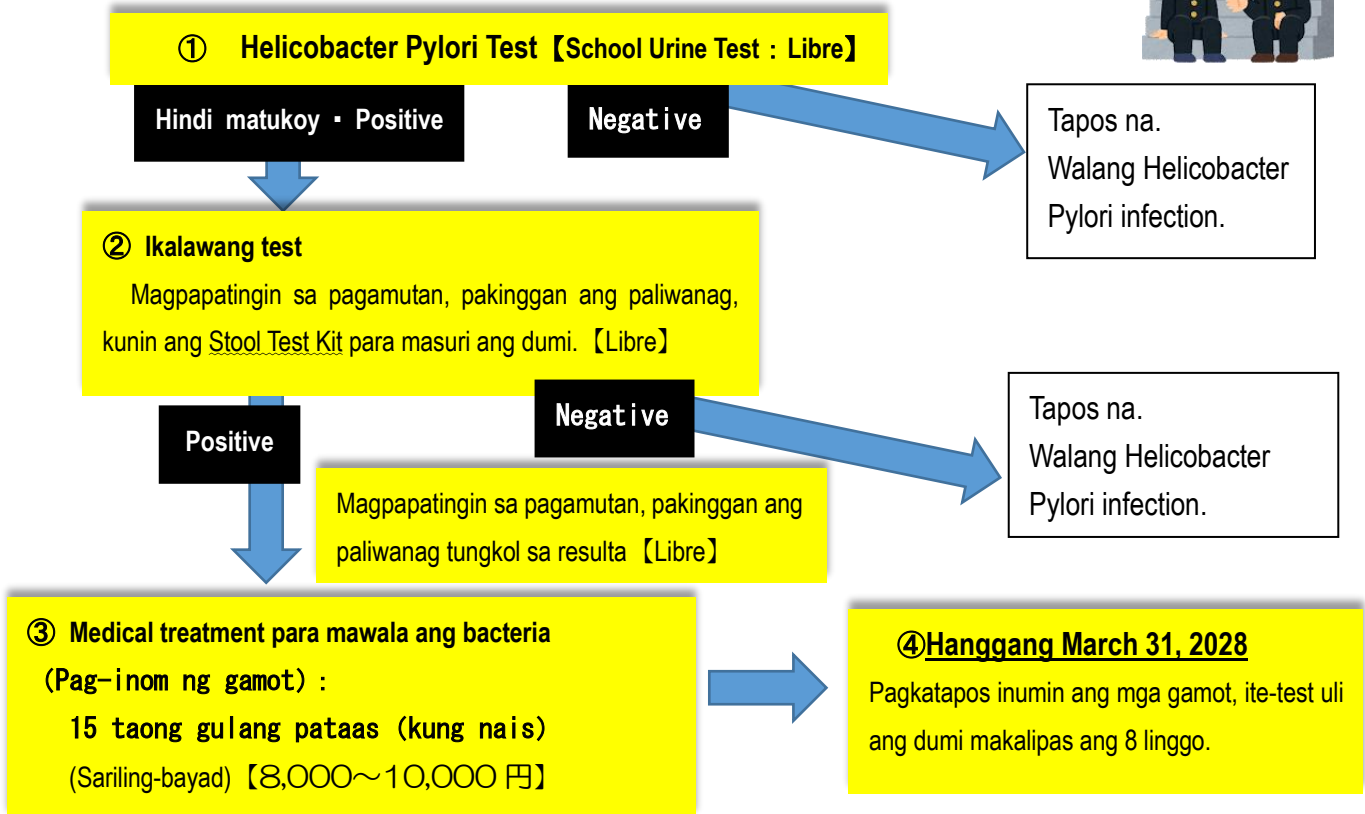 ① Helicobacter Pylori Test【School Urine Test : Libre】
Hindi matukoy ・ Positive
Negative
Tapos na.
Walang Helicobacter
Pylori infection.
② Ikalawang test
Magpapatingin sa pagamutan, pakinggan ang paliwanag,
kunin ang Stool Test Kit para masuri ang dumi.【Libre】
Positive
Negative
Tapos na.
Walang Helicobacter
Pylori infection.
Magpapatingin sa pagamutan, pakinggan ang
paliwanag tungkol sa resulta【Libre】
③ Medical treatment para mawala ang bacteria
(Pag-inom ng gamot) :
15 taong gulang pataas (kung nais)
(Sariling-bayad)【8,000～10,000 円】
④Hanggang March 31, 2028
Pagkatapos inumin ang mga gamot, ite-test uli
ang dumi makalipas ang 8 linggo.